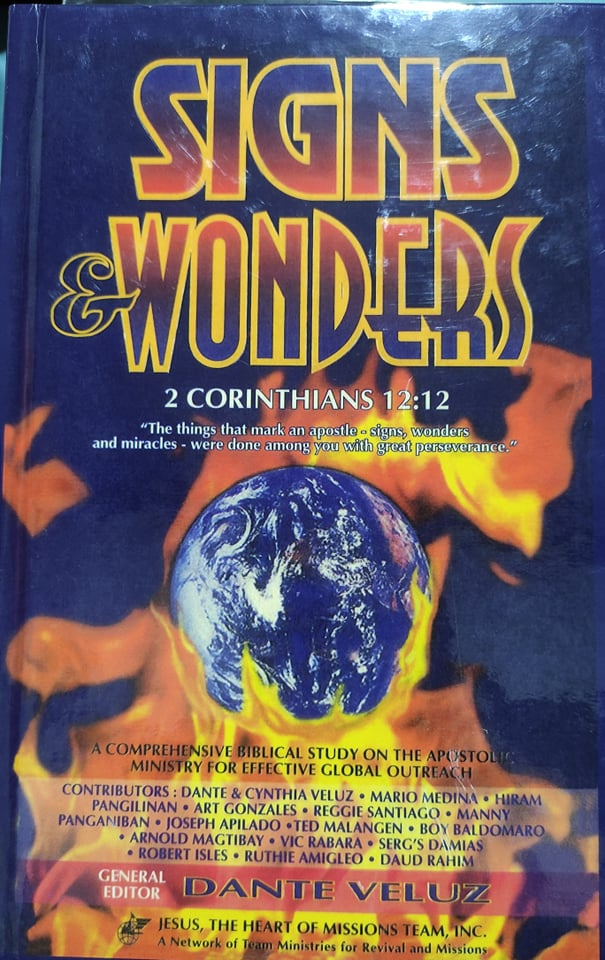 SIGNS
& WONDERS
2 CORINTHIANS 12:12
"The things that mark an apostle - signs, wonders
and miracles - were done among you with great perseverance."
A COMPREHENSIVE BIBLICAL STUDY ON THE APOSTOLIC
MINISTRY FOR EFFECTIVE GLOBAL OUTREACH
CONTRIBUTORS : DANTE & CYNTHIA VELUZ • MARIO MEDINA • HIRAM
PANGILINAN • ART GONZALES • REGGIE SANTIAGO • MANNY
PANGANIBAN • JOSEPH APILADO • TED MALANGEN • BOY BALDOMARO
• ARNOLD MAGTIBAY • VIC RABARA • SERG'S DAMIAS
• ROBERT ISLES • RUTHIE AMIGLEO • DAUD RAHIM
GENERAL
EDITOR DANTE VELUZ
JESUS, THE HEART OF MISSIONS TEAM, INC.
A Network of Team Ministries for Revival and Missions